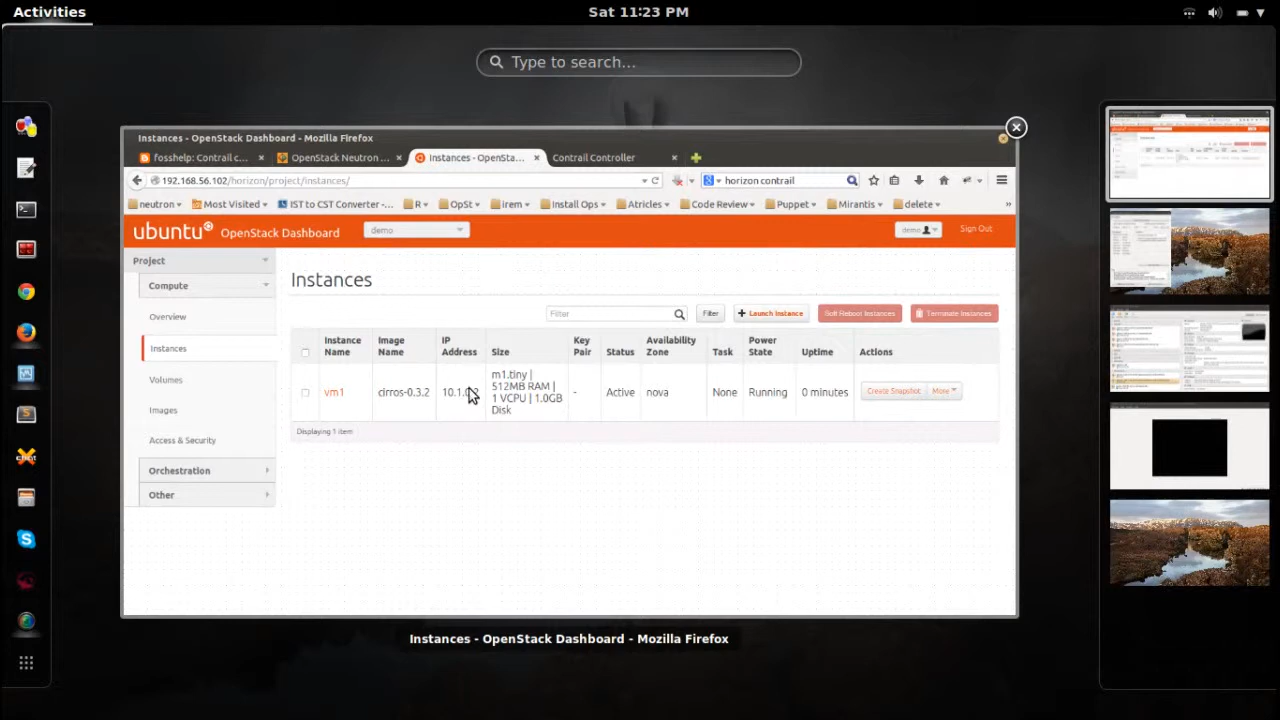 Activities
Sat 11:23 PM
Type to search...
Instances - OpenStack Dashboard - Mozilla Firefox
fosshelp: Contrail c...
OpenStack Neutron ...
Instances - OpenSta...
Contrail Controller
192.168.56.102/horizon/project/instances/
horizon contrail
neutron
Most Visited
IST to CST Converter -...
R
OpSt
irem
Install Ops
Atricles
Code Review
Puppet
Mirantis
delete
»
ubuntu OpenStack Dashboard
demo
demo
Sign Out
Project
Compute
Overview
Instances
Volumes
Images
Access & Security
Orchestration
Other
Instances
Filter
Filter
+ Launch Instance
Soft Reboot Instances
Terminate Instances
Instance Name
Image Name
IP Address
Size
Key Pair
Status
Availability Zone
Task
Power State
Uptime
Actions
vm1
cirros-0.3.2
m1.tiny |
512MB RAM |
1 VCPU | 1.0GB
Disk
-
Active
nova
None
Running
0 minutes
Create Snapshot
More
Displaying 1 item
Instances - OpenStack Dashboard - Mozilla Firefox